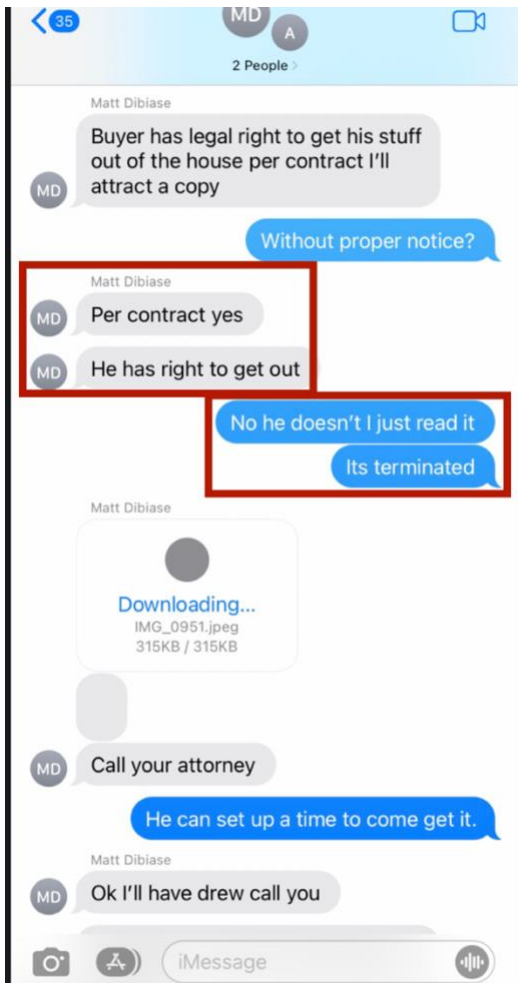 35
MD
A
2 People >
Matt Dibiase
Buyer has legal right to get his stuff
out of the house per contract I'll
attract a copy
MD
Without proper notice?
Matt Dibiase
MD
Per contract yes
MD
He has right to get out
No he doesn't I just read it
Its terminated
Matt Dibiase
Downloading...
IMG_0951.jpeg
315KB / 315KB
MD
Call your attorney
He can set up a time to come get it.
Matt Dibiase
MD
Ok I'll have drew call you
iMessage